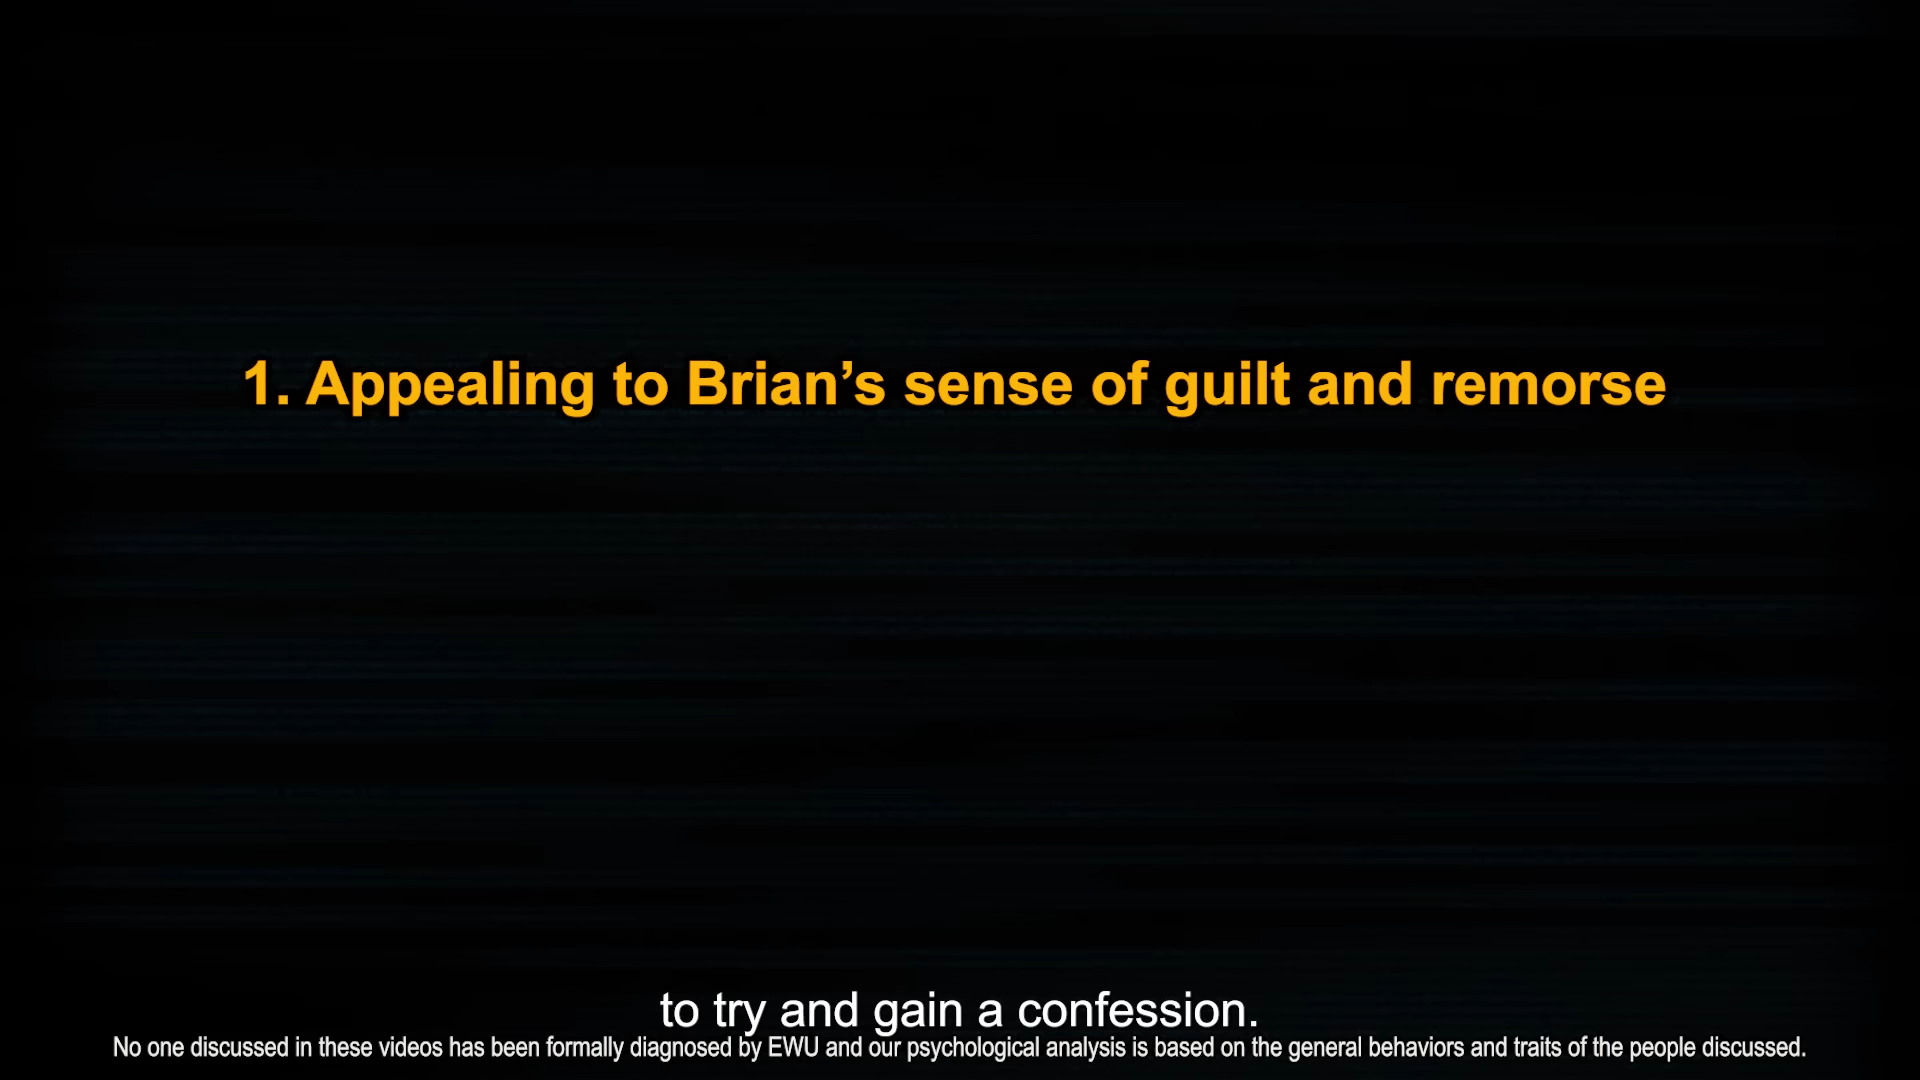 1. Appealing to Brian’s sense of guilt and remorse
to try and gain a confession.
No one discussed in these videos has been formally diagnosed by EWU and our psychological analysis is based on the general behaviors and traits of the people discussed.